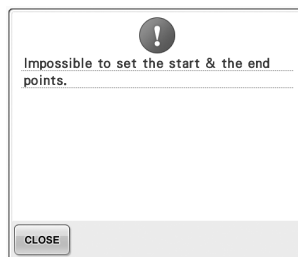 Impossible to set the start & the end
points.
CLOSE